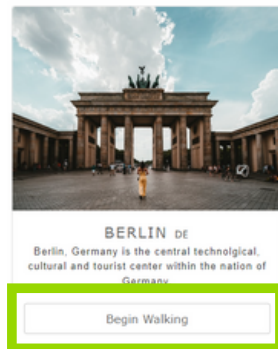 BERLIN DE
Berlin, Germany is the central technolgical,
cultural and tourist center within the nation of
Germany
Begin Walking